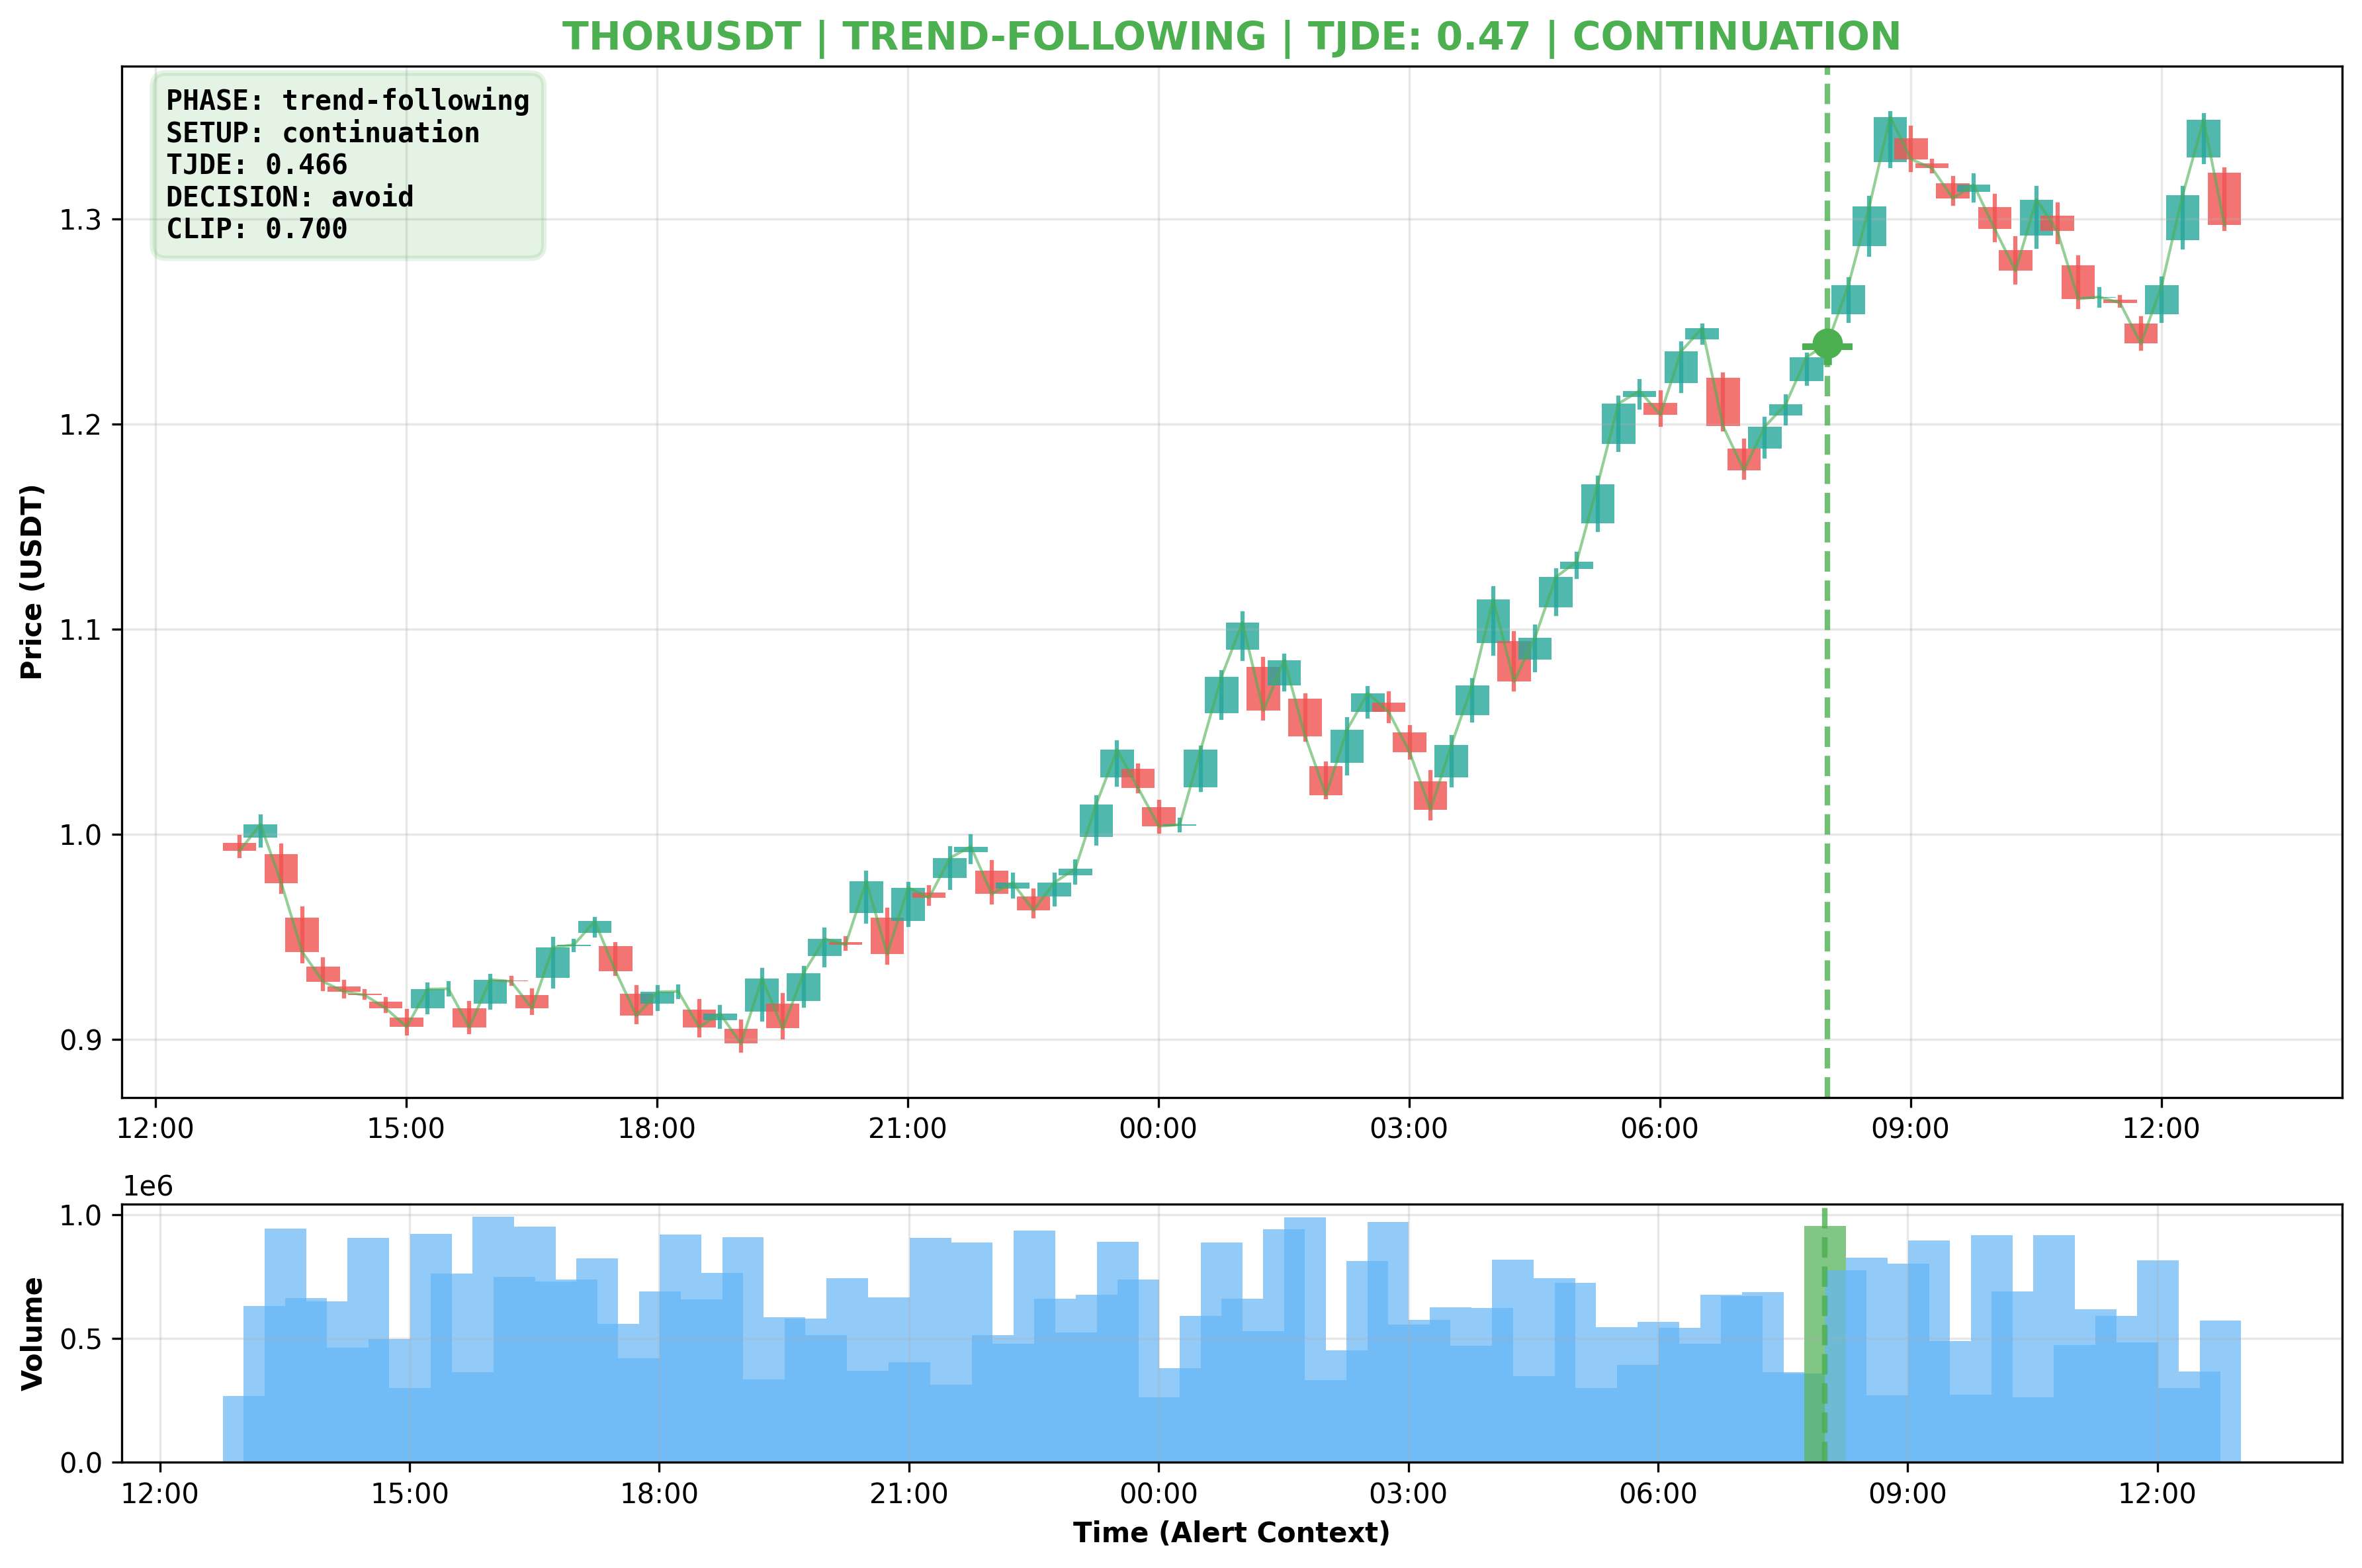 THORUSDT | TREND-FOLLOWING | TJDE: 0.47 | CONTINUATION
PHASE: trend-following
SETUP: continuation
TJDE: 0.466
DECISION: avoid
CLIP: 0.700
Price (USDT)
1.3
1.2
1.1
1.0
0.9
12:00 15:00 18:00 21:00 00:00 03:00 06:00 09:00 12:00
1e6
Volume
1.0
0.5
0.0
12:00 15:00 18:00 21:00 00:00 03:00 06:00 09:00 12:00
Time (Alert Context)